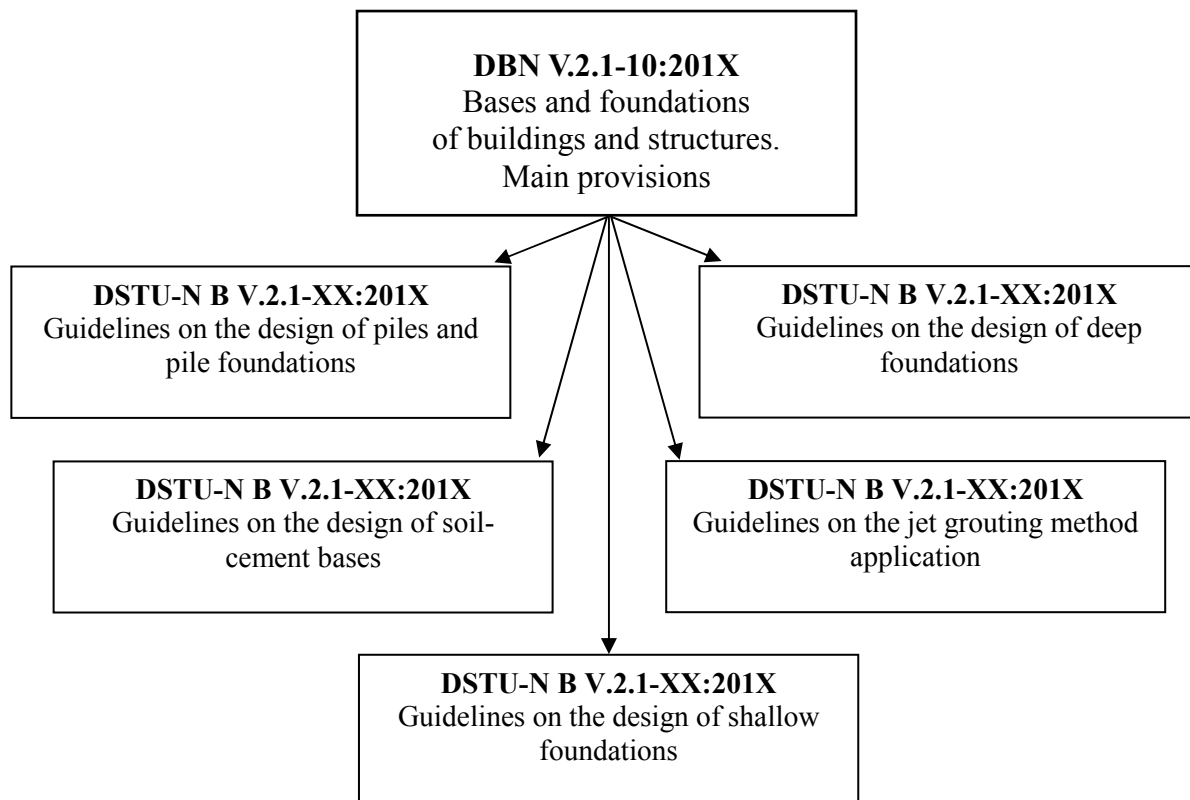 DBN V.2.1-10:201X
Bases and foundations
of buildings and structures.
Main provisions
DSTU-N B V.2.1-XX:201X
Guidelines on the design of piles and
pile foundations
DSTU-N B V.2.1-XX:201X
Guidelines on the design of deep
foundations
DSTU-N B V.2.1-XX:201X
Guidelines on the design of soil-
cement bases
DSTU-N B V.2.1-XX:201X
Guidelines on the jet grouting method
application
DSTU-N B V.2.1-XX:201X
Guidelines on the design of shallow
foundations